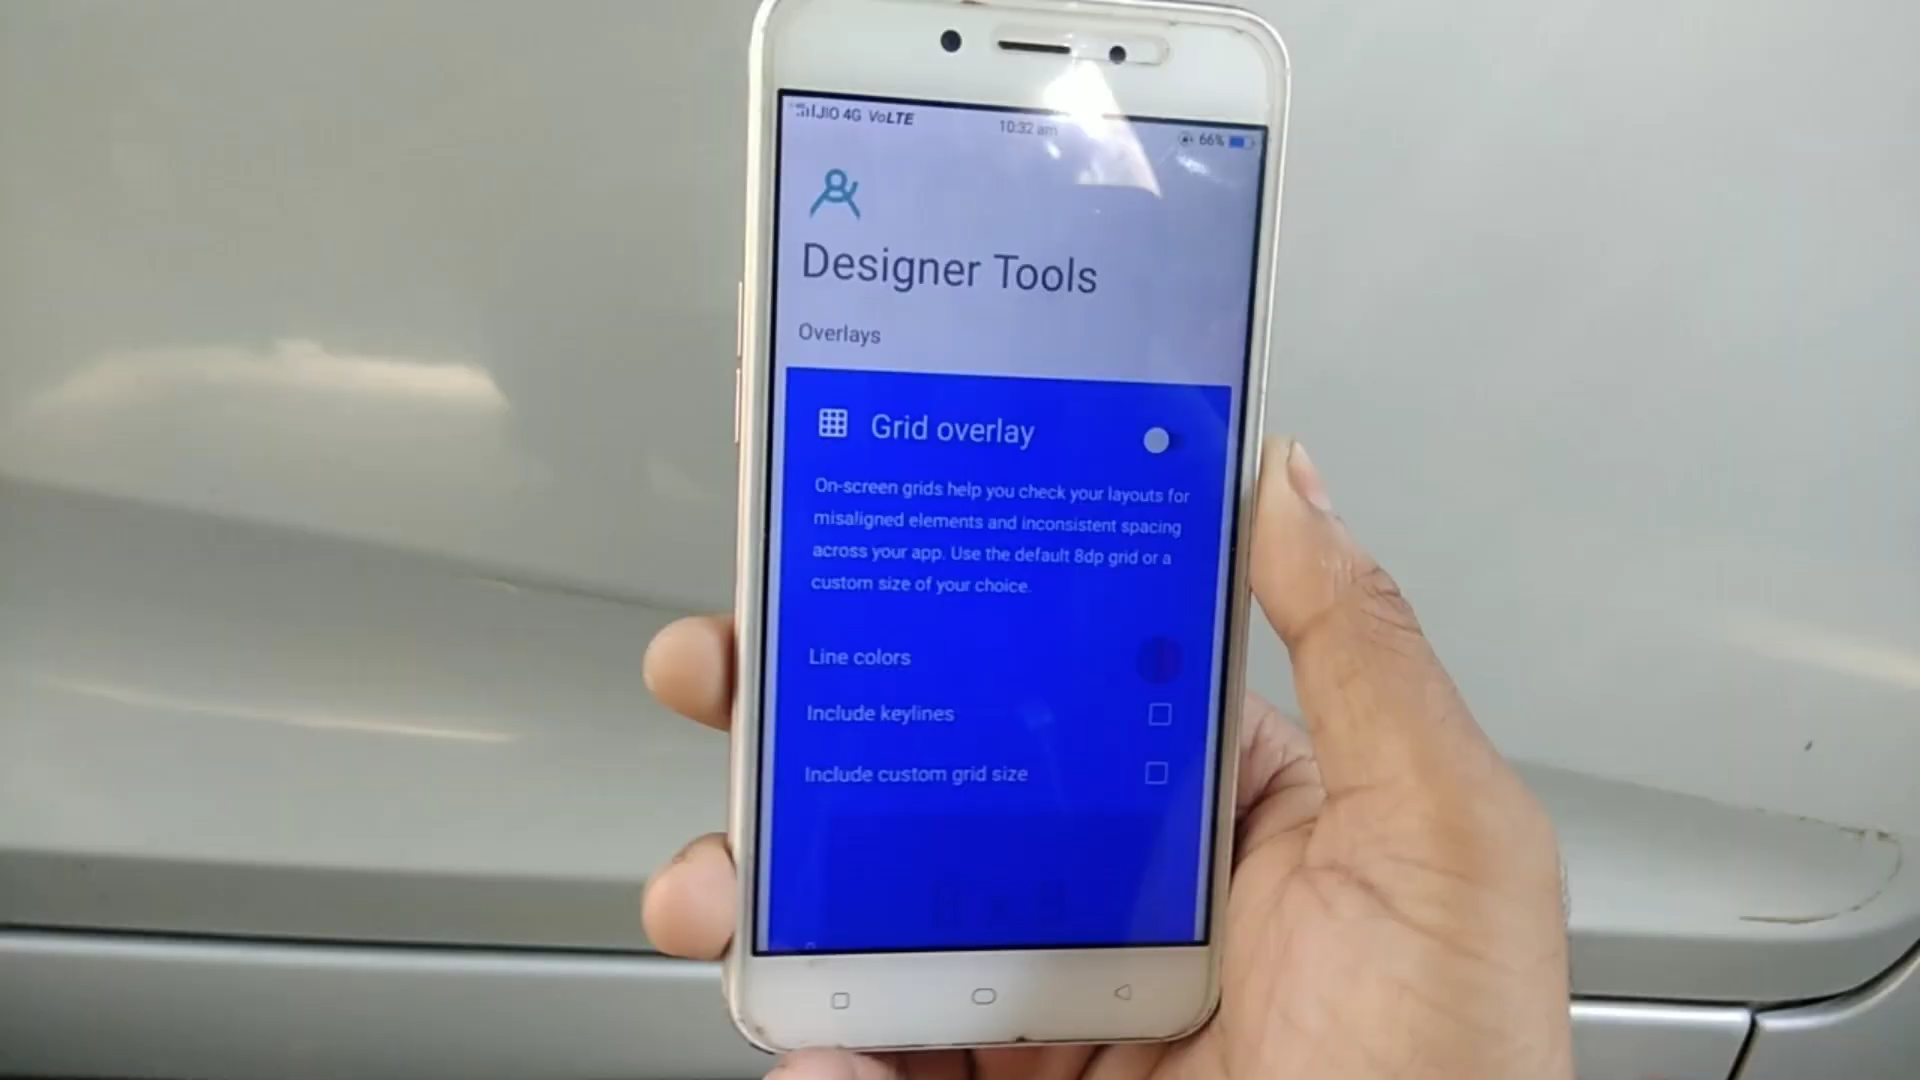 JIO 4G VoLTE 10:32 am 66%
Designer Tools
Overlays
Grid overlay
On-screen grids help you check your layouts for
misaligned elements and inconsistent spacing
across your app. Use the default 8dp grid or a
custom size of your choice.
Line colors
Include keylines
Include custom grid size